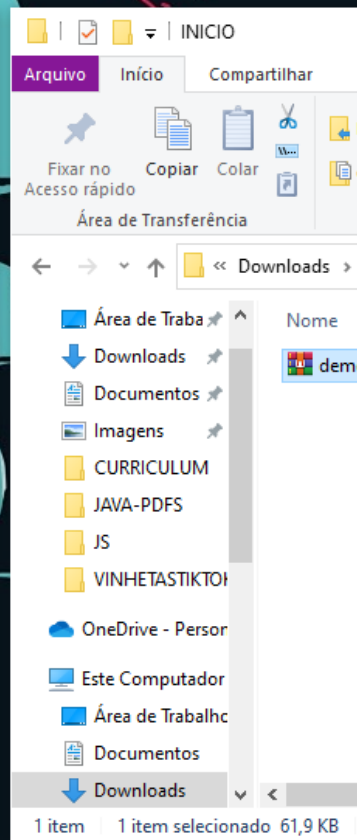 INICIO
Arquivo Início Compartilhar
Fixar no
Acesso rápido
Copiar Colar
Área de Transferência
« Downloads ›
Nome
dem
Área de Traba
Downloads
Documentos
Imagens
CURRICULUM
JAVA-PDFS
JS
VINHETASTIKTO
OneDrive - Person
Este Computador
Área de Trabalho
Documentos
Downloads
1 item 1 item selecionado 61,9 KB